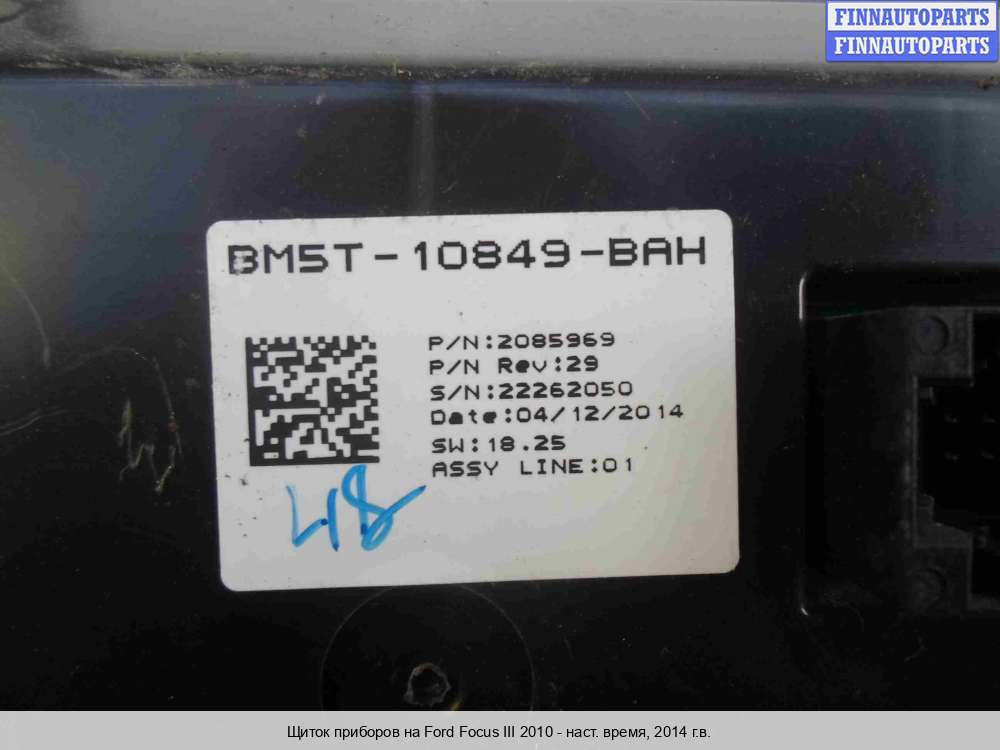 FINNAUTOPARTS
FINNAUTOPARTS
BM5T-10849-BAH
P/N:2085969
P/N Rev:29
S/N:22262050
Date:04/12/2014
SW:18.25
ASSY LINE:01
48
Щиток приборов на Ford Focus III 2010 - наст. время, 2014 г.в.